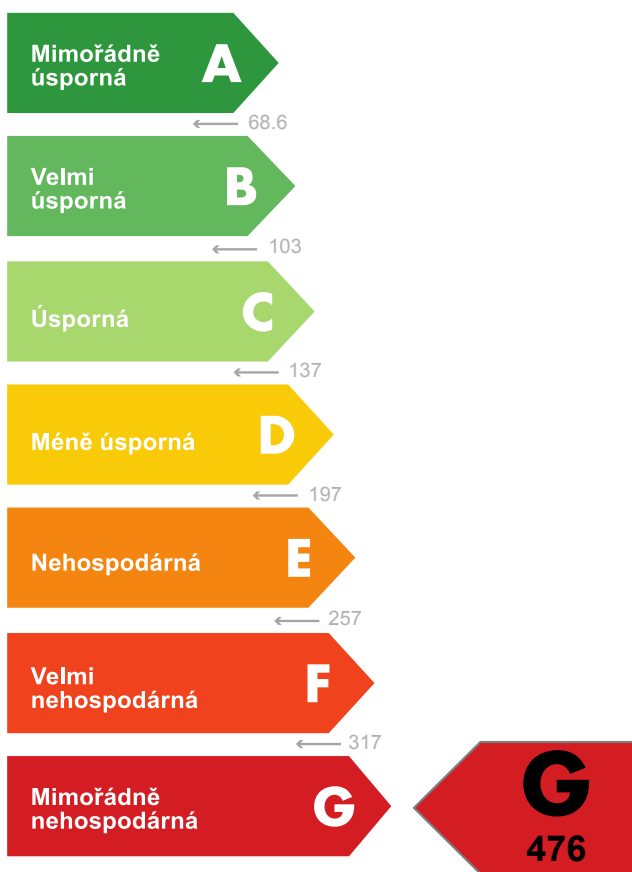 Mimořádně
úsporná
A
68.6
Velmi
úsporná
B
103
Úsporná C
137
Méně úsporná D
197
Nehospodárná E
257
Velmi
nehospodárná
F
317
Mimořádně
nehospodárná
G
G
476